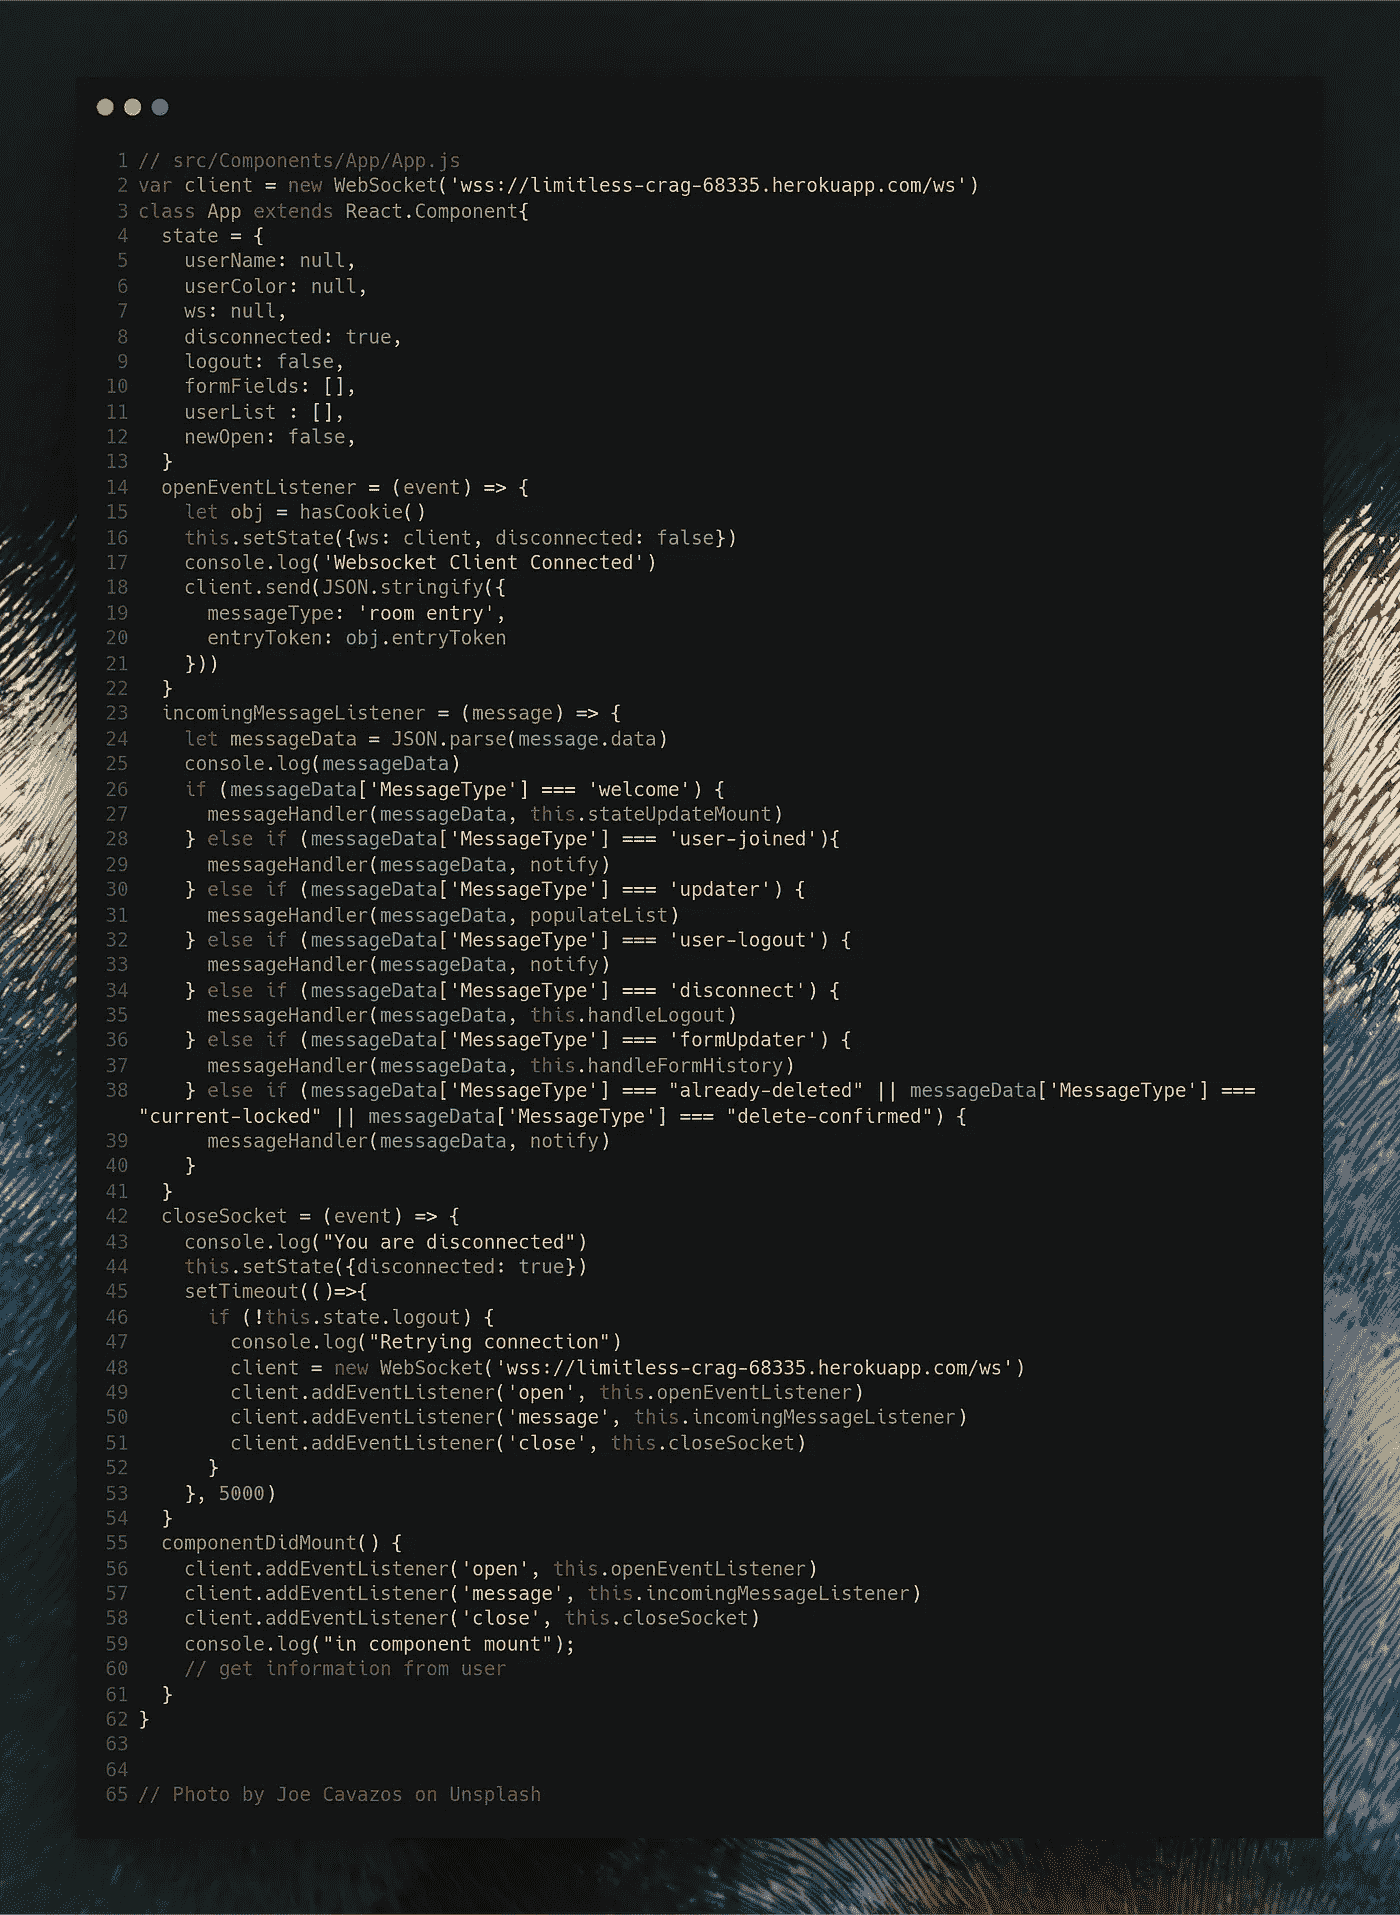 1 // src/Components/App/App.js
2 var client = new WebSocket('wss://limitless-crag-68335.herokuapp.com/ws')
3 class App extends React.Component{
4   state = {
5     userName: null,
6     userColor: null,
7     ws: null,
8     disconnected: true,
9     logout: false,
10     formFields: [],
11     userList : [],
12     newOpen: false,
13   }
14   openEventListener = (event) => {
15     let obj = hasCookie()
16     this.setState({ws: client, disconnected: false})
17     console.log('Websocket Client Connected')
18     client.send(JSON.stringify({
19       messageType: 'room entry',
20       entryToken: obj.entryToken
21     }))
22   }
23   incomingMessageListener = (message) => {
24     let messageData = JSON.parse(message.data)
25     console.log(messageData)
26     if (messageData['MessageType'] === 'welcome') {
27       messageHandler(messageData, this.stateUpdateMount)
28     } else if (messageData['MessageType'] === 'user-joined'){
29       messageHandler(messageData, notify)
30     } else if (messageData['MessageType'] === 'updater') {
31       messageHandler(messageData, populateList)
32     } else if (messageData['MessageType'] === 'user-logout') {
33       messageHandler(messageData, notify)
34     } else if (messageData['MessageType'] === 'disconnect') {
35       messageHandler(messageData, this.handleLogout)
36     } else if (messageData['MessageType'] === 'formUpdater') {
37       messageHandler(messageData, this.handleFormHistory)
38     } else if (messageData['MessageType'] === "already-deleted" || messageData['MessageType'] ===
"current-locked" || messageData['MessageType'] === "delete-confirmed") {
39       messageHandler(messageData, notify)
40     }
41   }
42   closeSocket = (event) => {
43     console.log("You are disconnected")
44     this.setState({disconnected: true})
45     setTimeout(()=>{
46       if (!this.state.logout) {
47         console.log("Retrying connection")
48         client = new WebSocket('wss://limitless-crag-68335.herokuapp.com/ws')
49         client.addEventListener('open', this.openEventListener)
50         client.addEventListener('message', this.incomingMessageListener)
51         client.addEventListener('close', this.closeSocket)
52       }
53     }, 5000)
54   }
55   componentDidMount() {
56     client.addEventListener('open', this.openEventListener)
57     client.addEventListener('message', this.incomingMessageListener)
58     client.addEventListener('close', this.closeSocket)
59     console.log("in component mount");
60     // get information from user
61   }
62 }
63
64
65 // Photo by Joe Cavazos on Unsplash